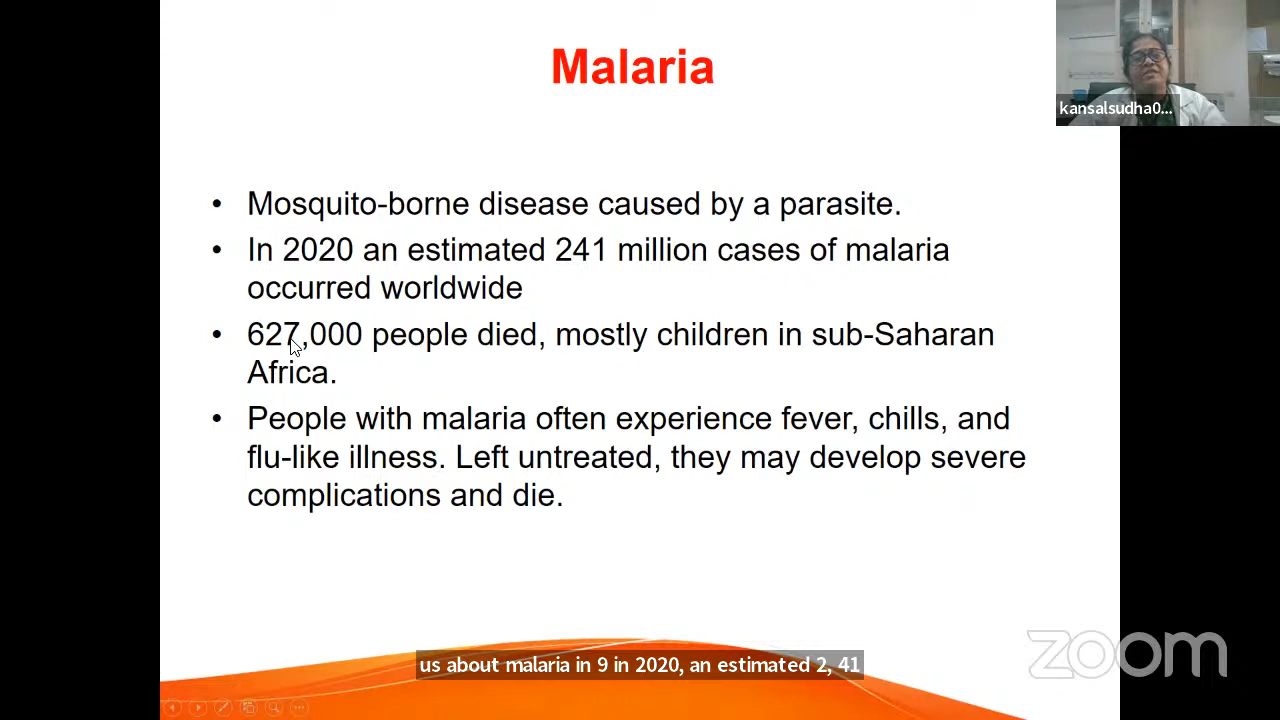 Malaria
kansalsudha0...
• Mosquito-borne disease caused by a parasite.
• In 2020 an estimated 241 million cases of malaria
occurred worldwide
• 627,000 people died, mostly children in sub-Saharan
Africa.
• People with malaria often experience fever, chills, and
flu-like illness. Left untreated, they may develop severe
complications and die.
us about malaria in 9 in 2020, an estimated 2, 41
zoom